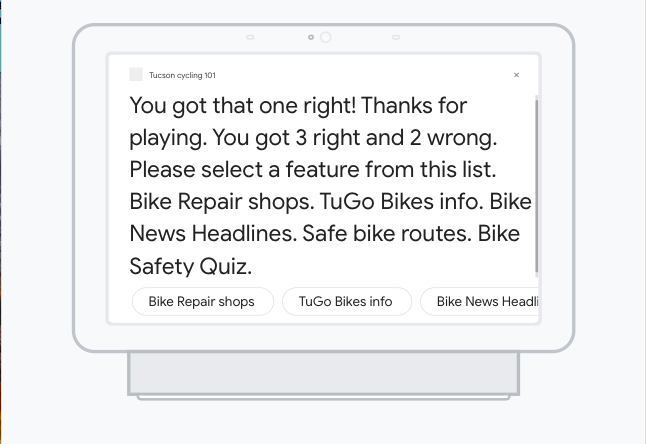 Tucson cycling 101
×
You got that one right! Thanks for
playing. You got 3 right and 2 wrong.
Please select a feature from this list.
Bike Repair shops. TuGo Bikes info. Bike
News Headlines. Safe bike routes. Bike
Safety Quiz.
Bike Repair shops
TuGo Bikes info
Bike News Headli